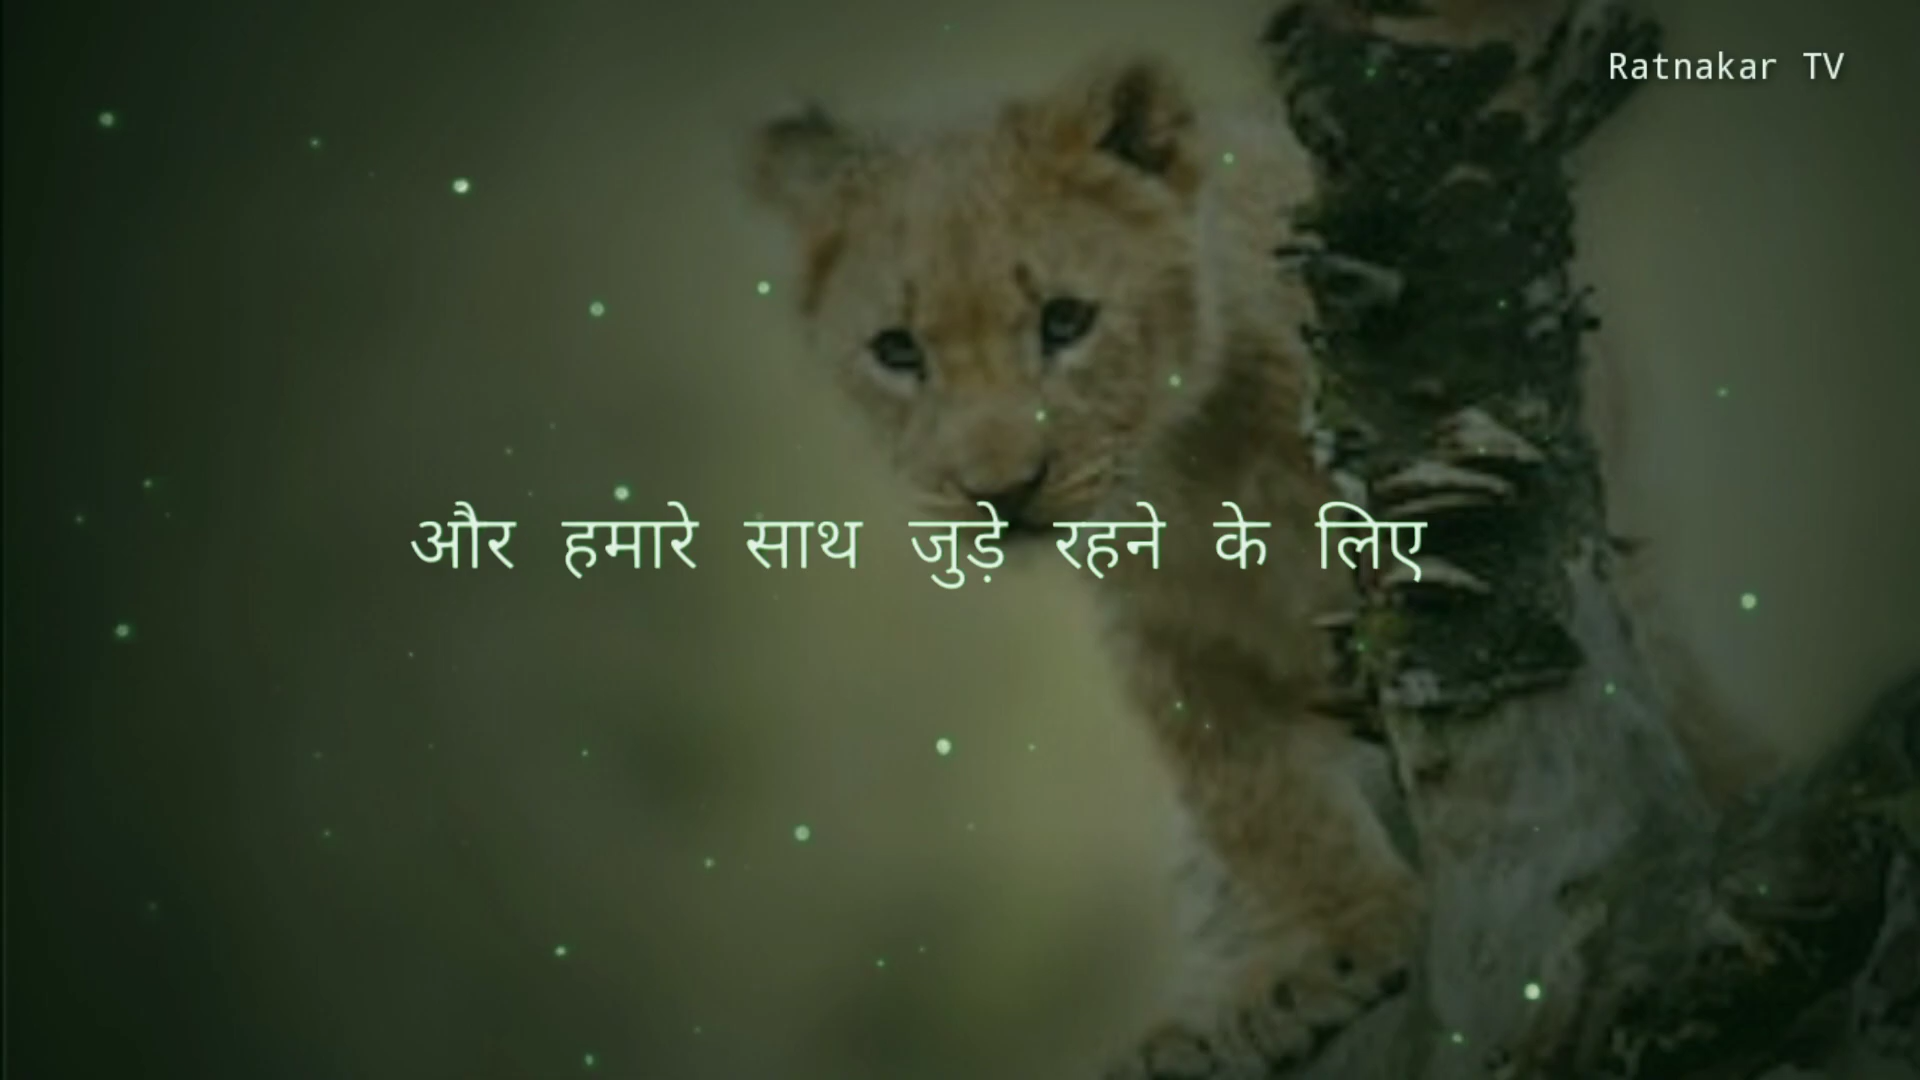 Ratnakar TV
और हमारे साथ जुड़े रहने के लिए